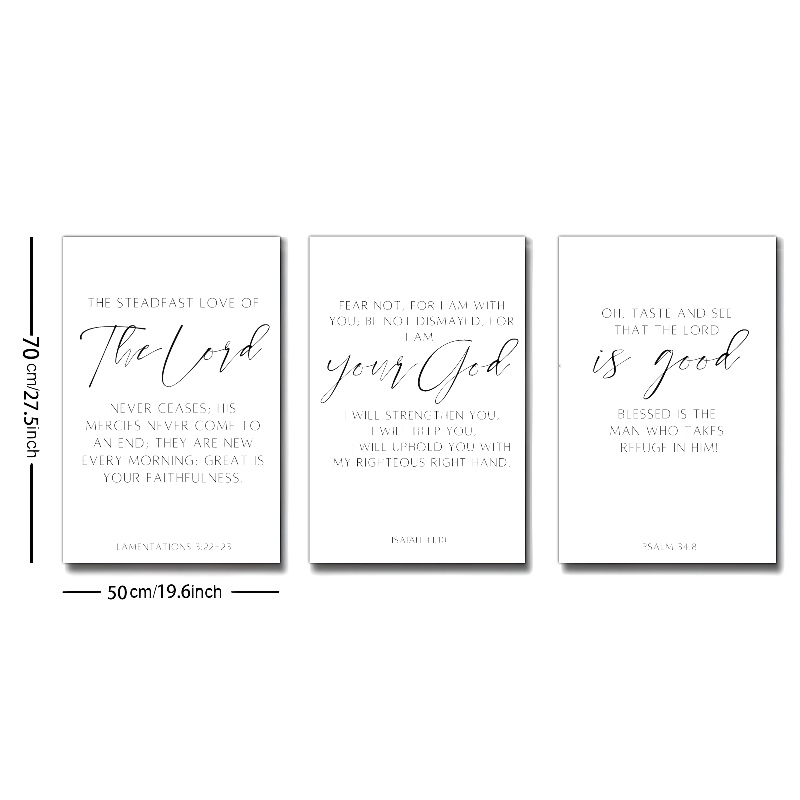 70 cm/27.5inch
THE STEADFAST LOVE OF
The Lord
NEVER CEASES; HIS
MERCIES NEVER COME TO
AN END; THEY ARE NEW
EVERY MORNING; GREAT IS
YOUR FAITHFULNESS.
LAMENTATIONS 3:22-23
50cm/19.6inch
FEAR NOT, FOR I AM WITH
YOU; BE NOT DISMAYED, FOR
I AM
your God
I WILL STRENGTHEN YOU,
I WILL HELP YOU,
WILL UPHOLD YOU WITH
MY RIGHTEOUS RIGHT HAND.
ISAIAH
OH, TASTE AND SEE
THAT THE LORD
is good
BLESSED IS THE
MAN WHO TAKES
REFUGE IN HIM!
PSALM 34:8